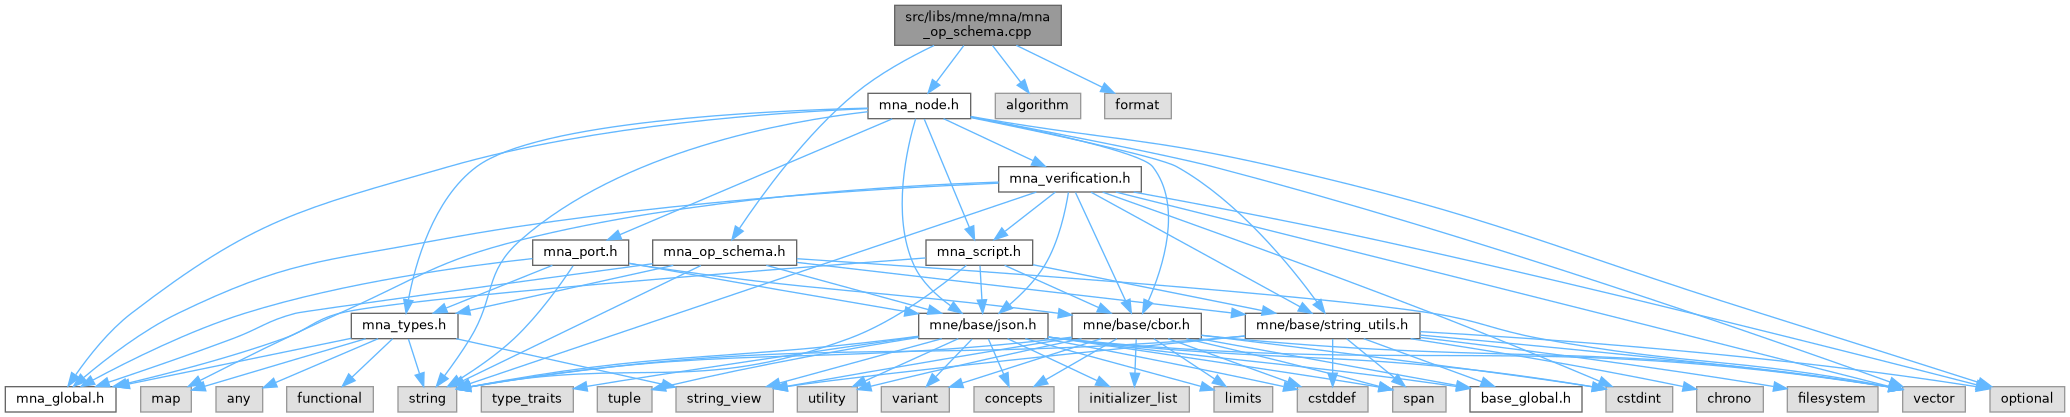 src/libs/mne/mna/mna
_op_schema.cpp
mna_node.h
algorithm
format
mna_verification.h
mna_port.h
mna_op_schema.h
mna_script.h
mna_types.h
mne/base/json.h
mne/base/cbor.h
mne/base/string_utils.h
mna_global.h
map
any
functional
string
type_traits
tuple
string_view
utility
variant
concepts
initializer_list
limits
cstddef
span
base_global.h
cstdint
chrono
filesystem
vector
optional